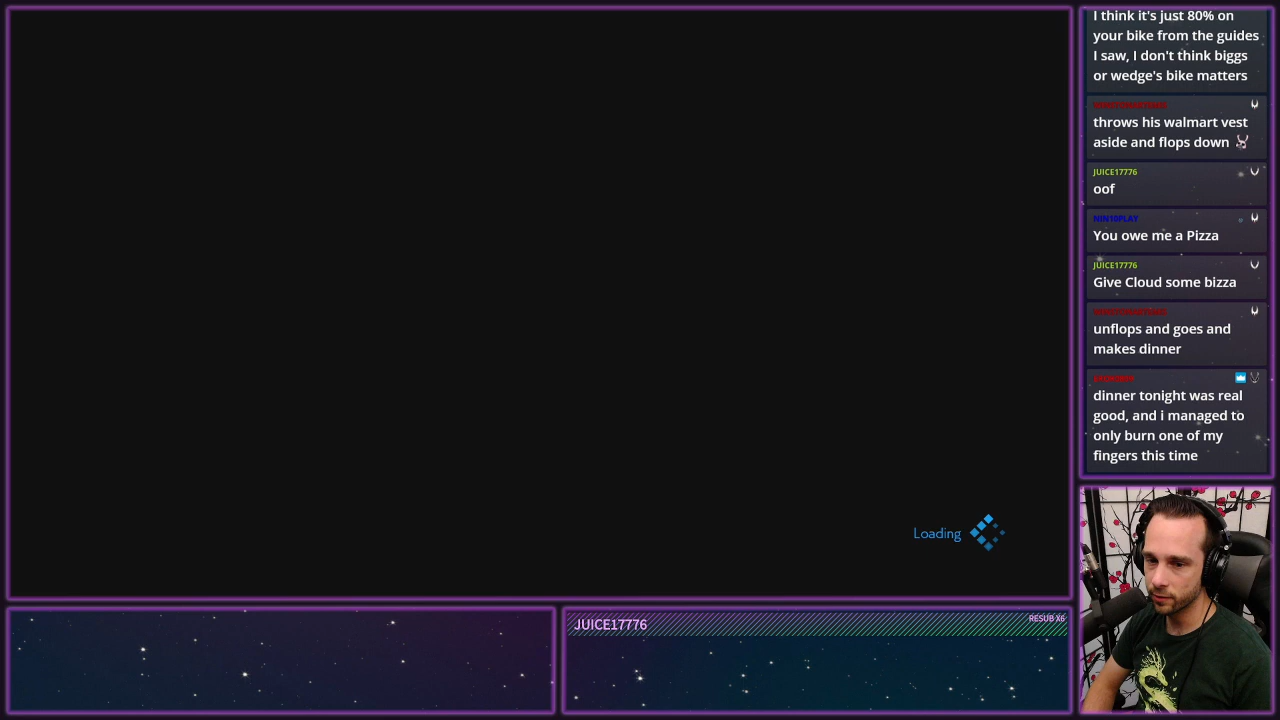 I think it's just 80% on
your bike from the guides
I saw, I don't think biggs
or wedge's bike matters
throws his walmart vest
aside and flops down
JUICE17776
oof
NIN10PLAY
You owe me a Pizza
JUICE17776
Give Cloud some bizza
unflops and goes and
makes dinner
dinner tonight was real
good, and i managed to
only burn one of my
fingers this time
Loading
JUICE17776
RESUB X6